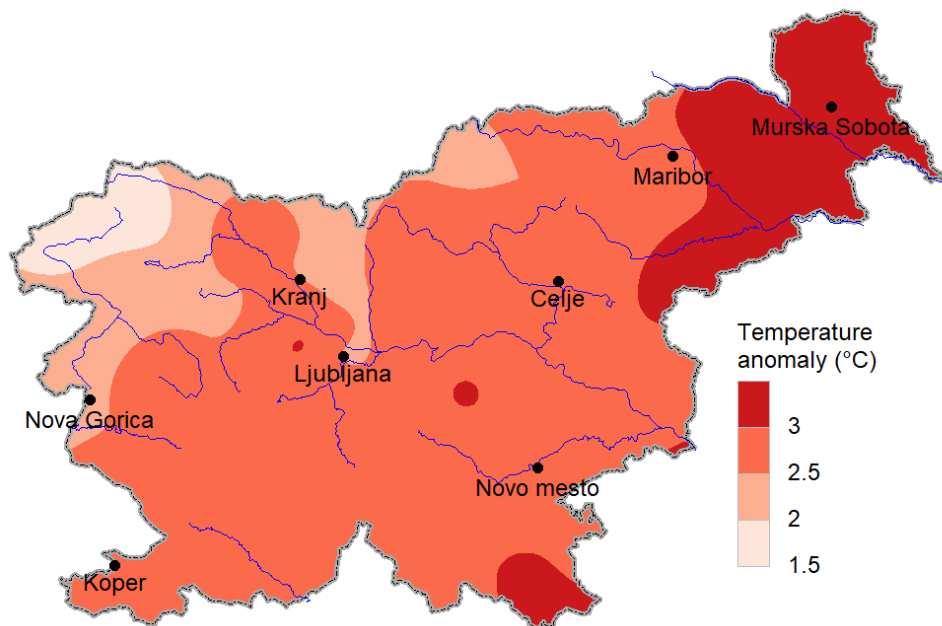 Murska Sobota
Maribor
Kranj
Celje
Ljubljana
Nova Gorica
Novo mesto
Koper
Temperature
anomaly (°C)
3
2.5
2
1.5